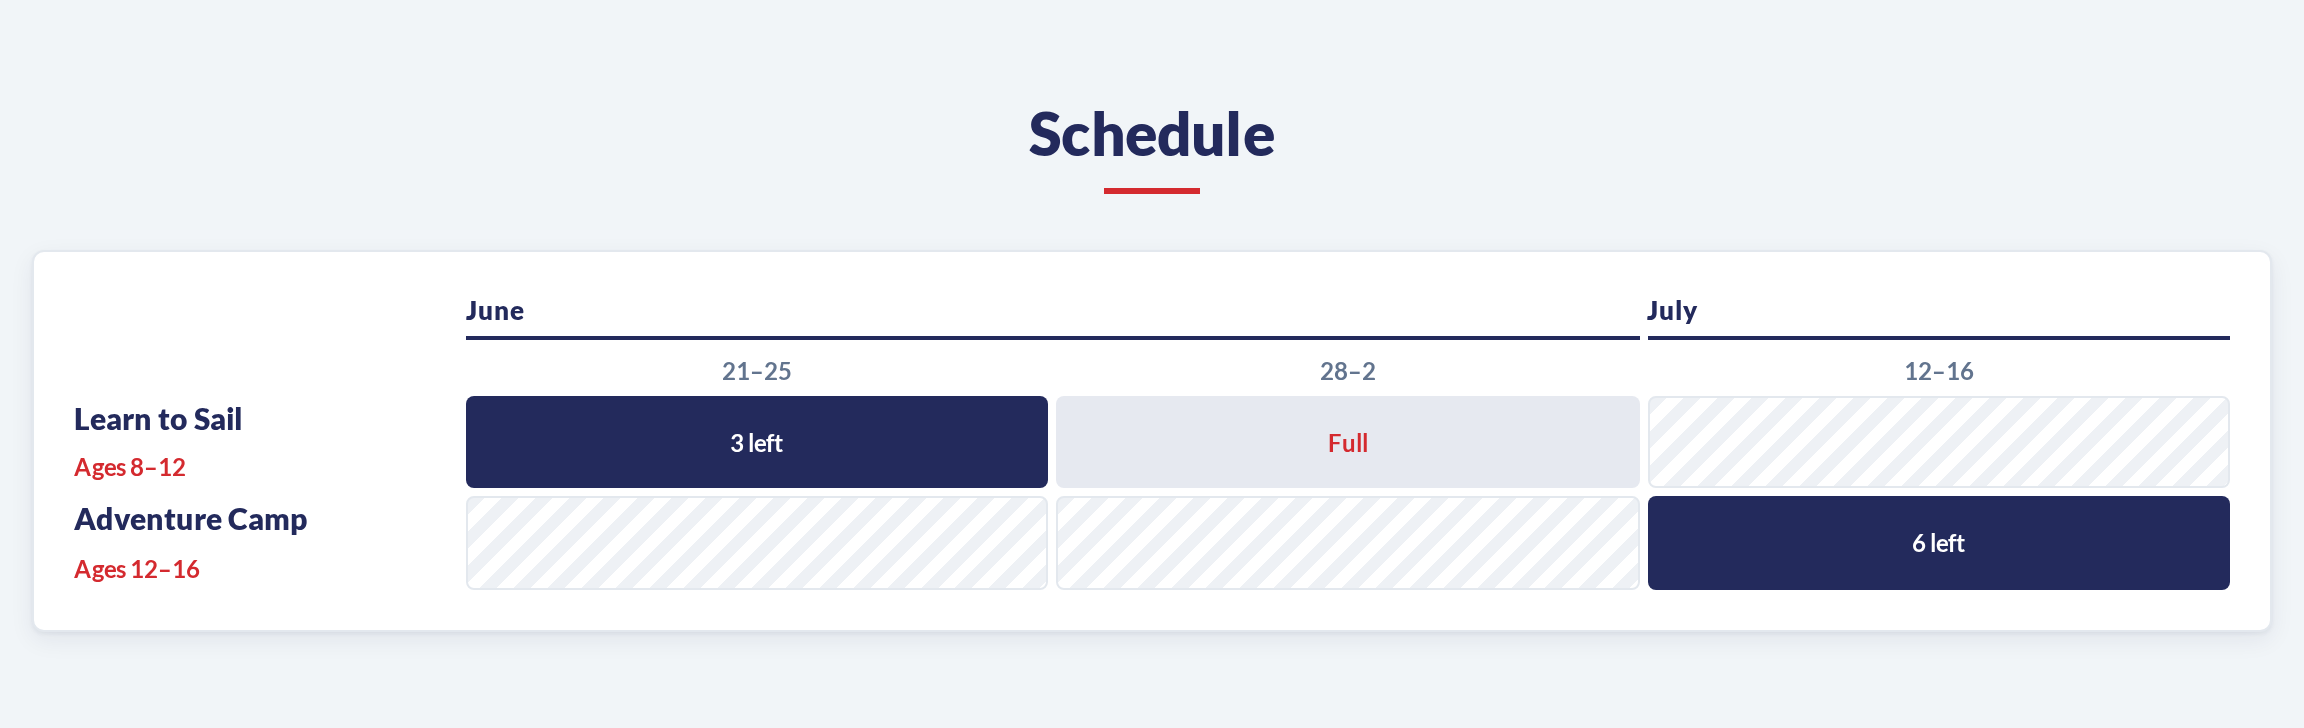 Schedule
June
July
21–25
28–2
12–16
Learn to Sail
Ages 8–12
3 left
Full
Adventure Camp
Ages 12–16
6 left